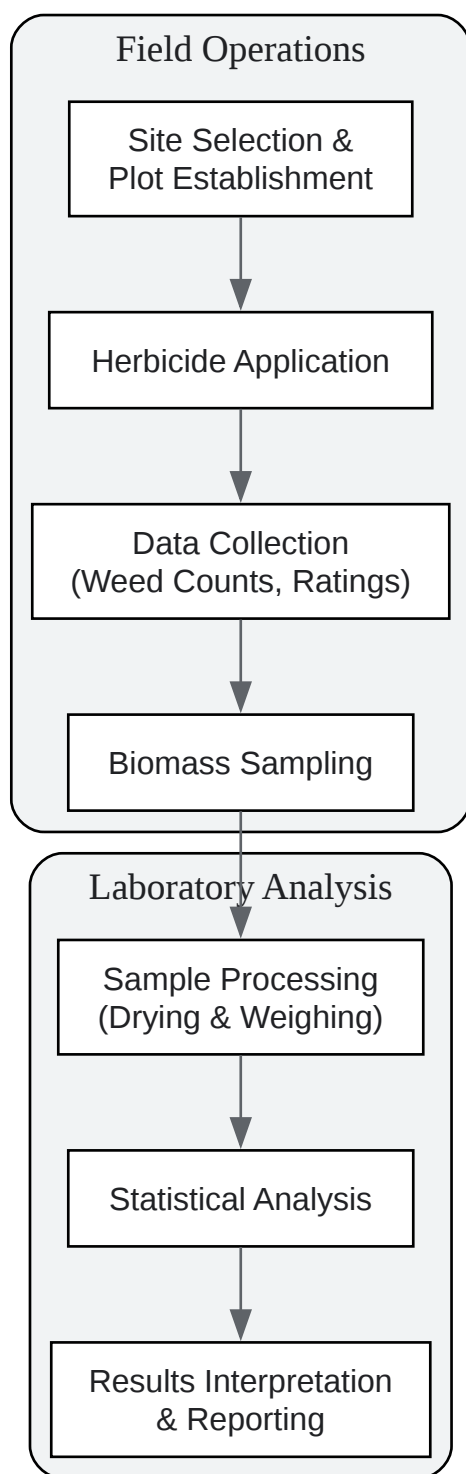 Field Operations
Site Selection &
Plot Establishment
Herbicide Application
Data Collection
(Weed Counts, Ratings)
Biomass Sampling
Laboratory Analysis
Sample Processing
(Drying & Weighing)
Statistical Analysis
Results Interpretation
& Reporting